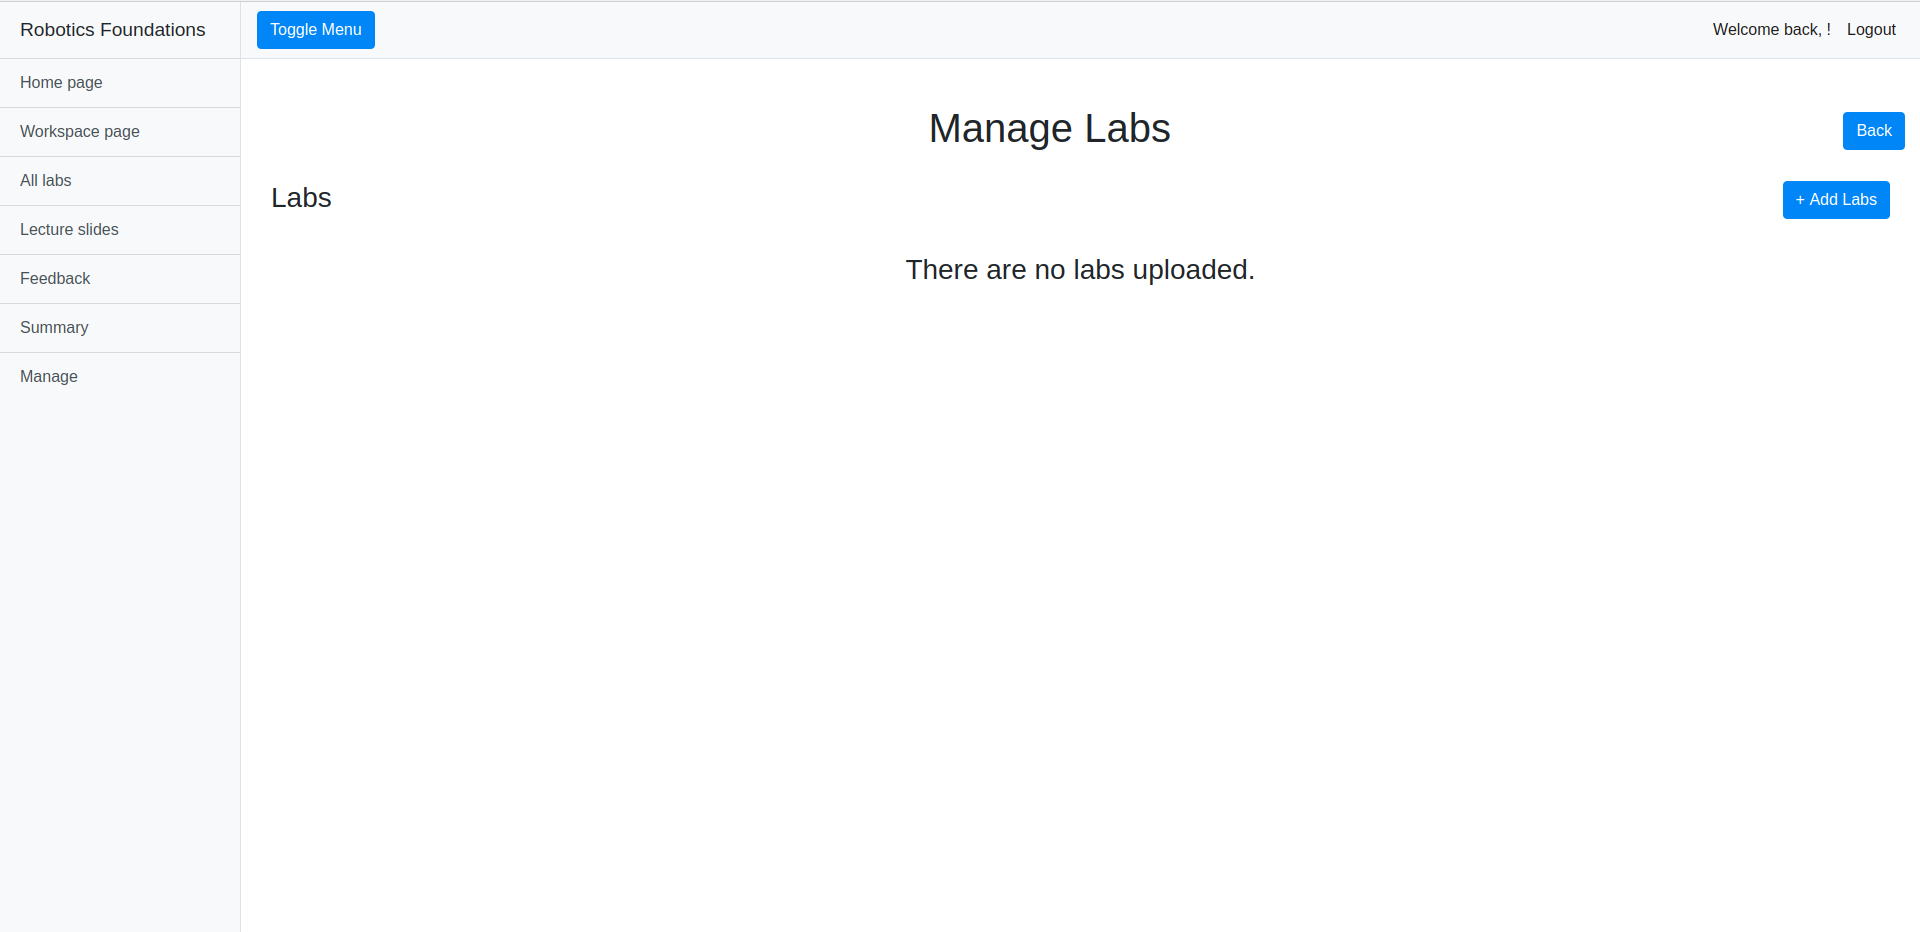 Robotics Foundations
Toggle Menu
Welcome back, !
Logout
Home page
Workspace page
All labs
Lecture slides
Feedback
Summary
Manage
Manage Labs
Back
Labs
+ Add Labs
There are no labs uploaded.